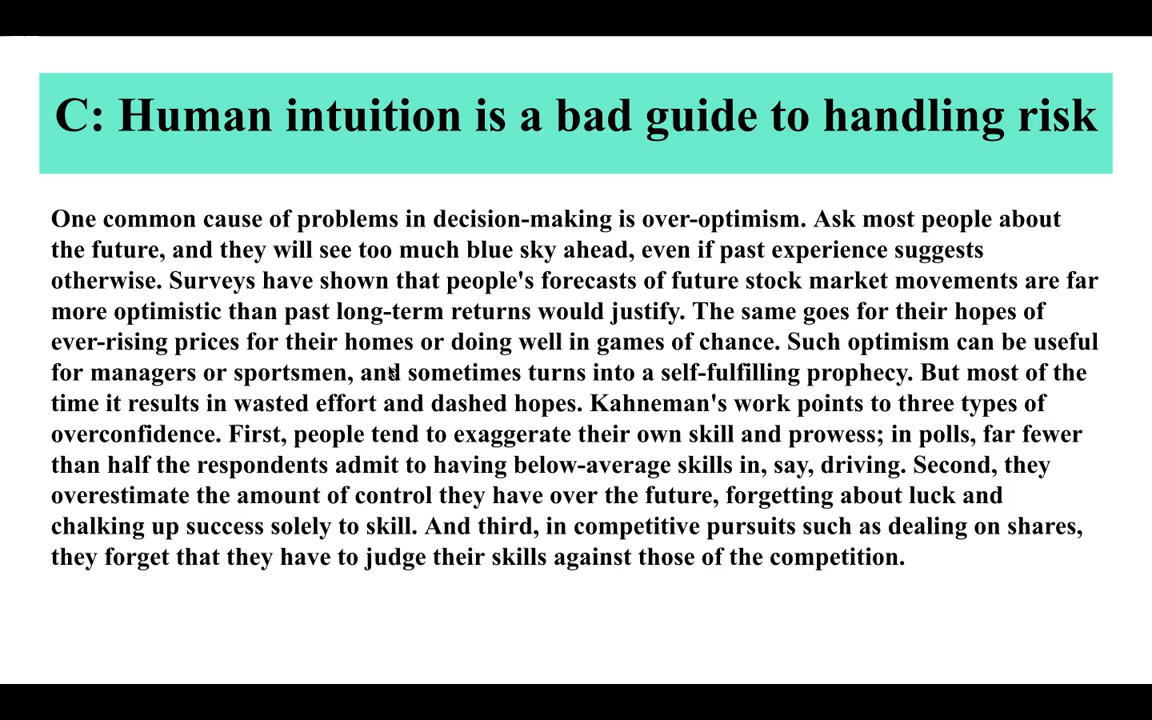 C: Human intuition is a bad guide to handling risk
One common cause of problems in decision-making is over-optimism. Ask most people about
the future, and they will see too much blue sky ahead, even if past experience suggests
otherwise. Surveys have shown that people's forecasts of future stock market movements are far
more optimistic than past long-term returns would justify. The same goes for their hopes of
ever-rising prices for their homes or doing well in games of chance. Such optimism can be useful
for managers or sportsmen, and sometimes turns into a self-fulfilling prophecy. But most of the
time it results in wasted effort and dashed hopes. Kahneman's work points to three types of
overconfidence. First, people tend to exaggerate their own skill and prowess; in polls, far fewer
than half the respondents admit to having below-average skills in, say, driving. Second, they
overestimate the amount of control they have over the future, forgetting about luck and
chalking up success solely to skill. And third, in competitive pursuits such as dealing on shares,
they forget that they have to judge their skills against those of the competition.